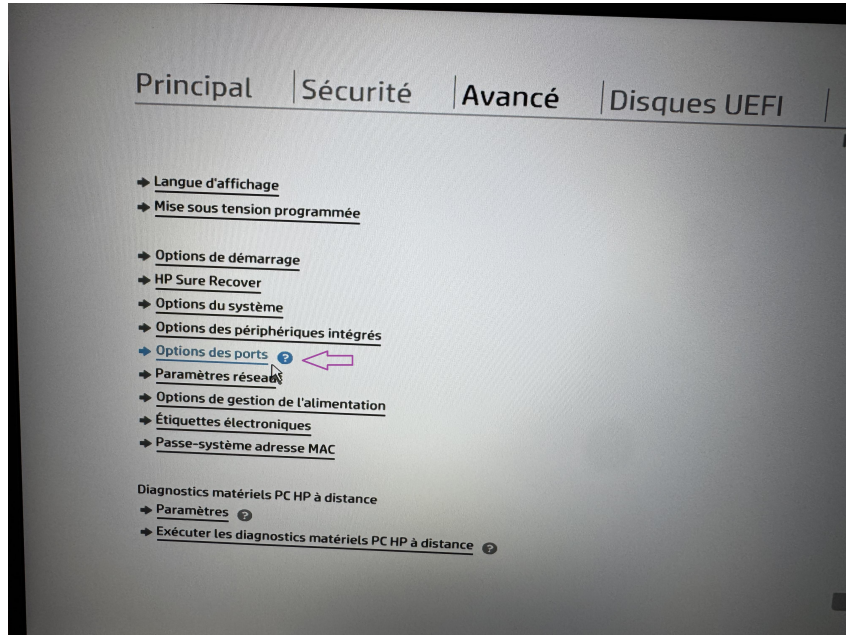 Principal Sécurité Avancé Disques UEFI
Langue d'affichage
Mise sous tension programmée
Options de démarrage
HP Sure Recover
Options du système
Options des périphériques intégrés
Options des ports ?
Paramètres réseau
Options de gestion de l'alimentation
Étiquettes électroniques
Passe-système adresse MAC
Diagnostics matériels PC HP à distance
Paramètres ?
Exécuter les diagnostics matériels PC HP à distance ?